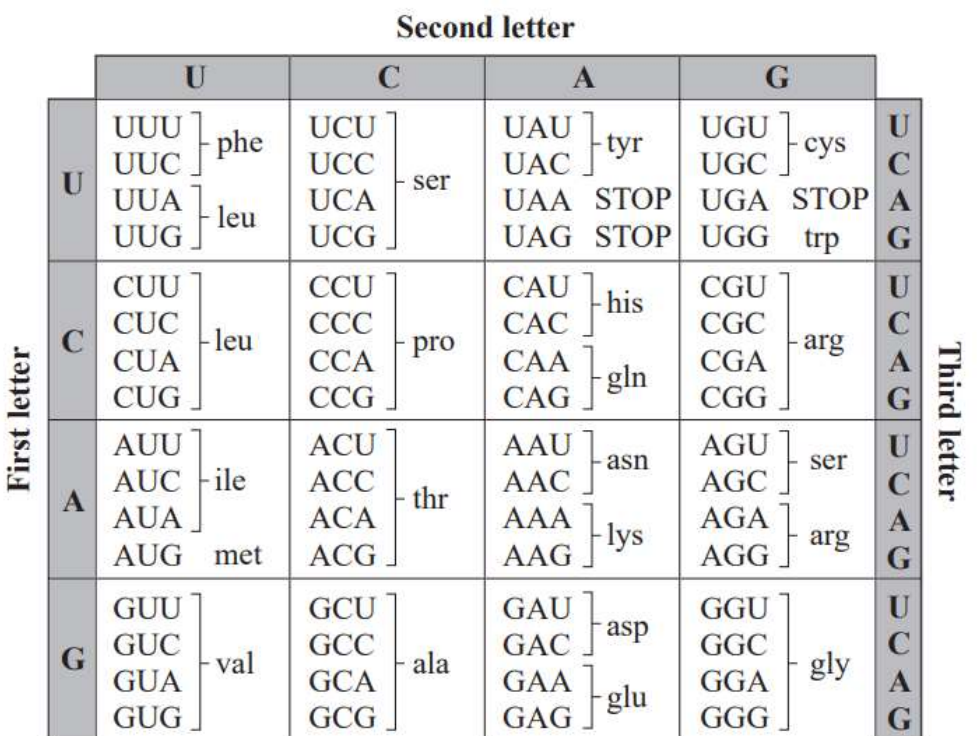 Second letter
U C A G
UUU UCU UAU UGU U
phe tyr cys
UUC UCC UAC UGC C
U ser
UUA UCA UAA STOP UGA STOP A
leu
UUG UCG UAG STOP UGG trp G
CUU CCU CAU CGU U
his
CUC CCC CAC CGC C
C leu pro arg
CUA CCA CAA CGA A
gln
CUG CCG CAG CGG G
First letter
Third letter
AUU ACU AAU AGU U
asn ser
AUC ile ACC AAC AGC C
A thr
AUA ACA AAA AGA A
lys arg
AUG met ACG AAG AGG G
GUU GCU GAU GGU U
asp
GUC GCC GAC GGC C
G val ala gly
GUA GCA GAA GGA A
glu
GUG GCG GAG GGG G